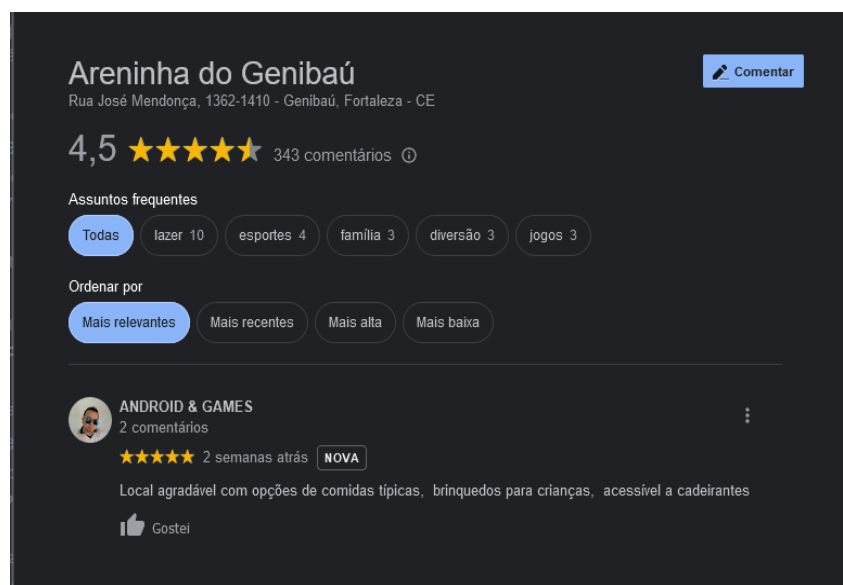 Areninha do Genibaú
Comentar
Rua José Mendonça, 1362-1410 - Genibaú, Fortaleza - CE
4,5 343 comentários
Assuntos frequentes
Todas lazer 10 esportes 4 família 3 diversão 3 jogos 3
Ordenar por
Mais relevantes Mais recentes Mais alta Mais baixa
ANDROID & GAMES
2 comentários
2 semanas atrás NOVA
Local agradável com opções de comidas típicas, brinquedos para crianças, acessível a cadeirantes
Gostei